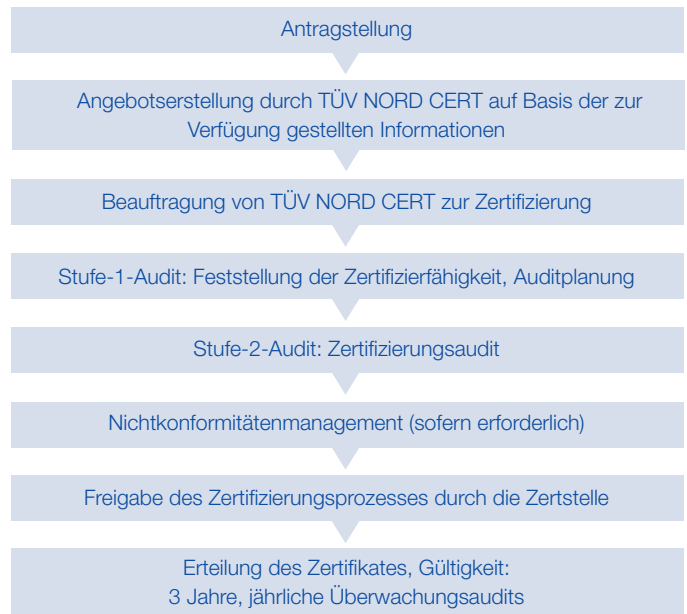 Antragstellung
Angebotserstellung durch TÜV NORD CERT auf Basis der zur
Verfügung gestellten Informationen
Beauftragung von TÜV NORD CERT zur Zertifizierung
Stufe-1-Audit: Feststellung der Zertifizierfähigkeit, Auditplanung
Stufe-2-Audit: Zertifizierungsaudit
Nichtkonformitätenmanagement (sofern erforderlich)
Freigabe des Zertifizierungsprozesses durch die Zertstelle
Erteilung des Zertifikates, Gültigkeit:
3 Jahre, jährliche Überwachungsaudits